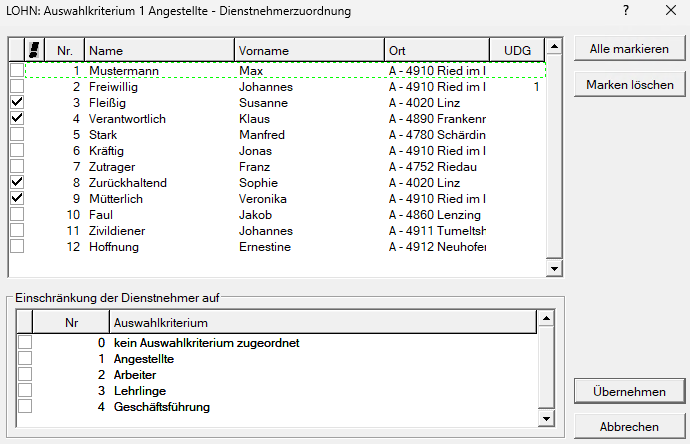 LOHN: Auswahlkriterium 1 Angestellte - Dienstnehmerzuordnung ?
! Nr. Name Vorname Ort UDG
1 Mustermann Max A - 4910 Ried im I
2 Freiwillig Johannes A - 4910 Ried im I 1
3 Fleißig Susanne A - 4020 Linz
4 Verantwortlich Klaus A - 4890 Frankenm
5 Stark Manfred A - 4780 Schärdin
6 Kräftig Jonas A - 4910 Ried im I
7 Zutrager Franz A - 4752 Riedau
8 Zurückhaltend Sophie A - 4020 Linz
9 Mütterlich Veronika A - 4910 Ried im I
10 Faul Jakob A - 4860 Lenzing
11 Zivildiener Johannes A - 4911 Tumeltsh
12 Hoffnung Ernestine A - 4912 Neuhofen
Alle markieren
Marken löschen
Einschränkung der Dienstnehmer auf
Nr Auswahlkriterium
0 kein Auswahlkriterium zugeordnet
1 Angestellte
2 Arbeiter
3 Lehrlinge
4 Geschäftsführung
Übernehmen
Abbrechen